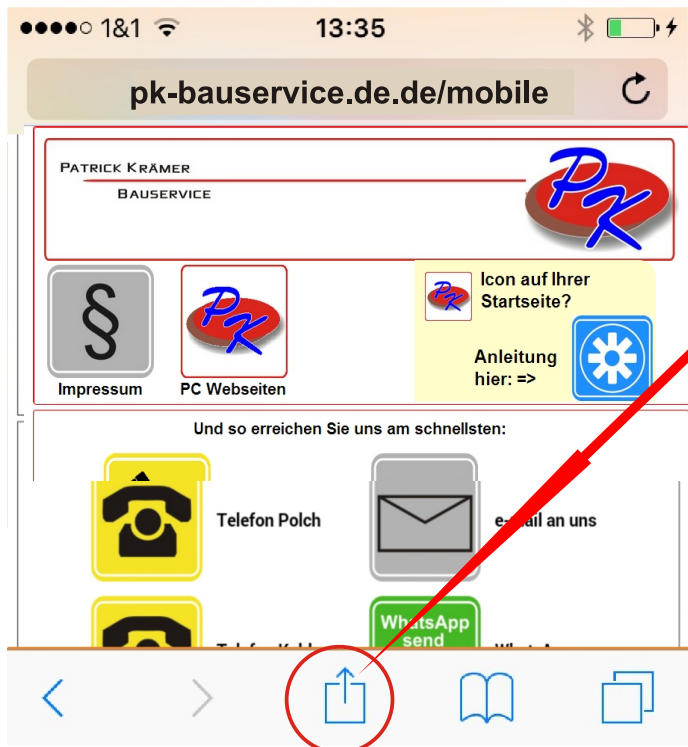 1&1 13:35
pk-bauservice.de.de/mobile
PATRICK KRÄMER
BAUSERVICE
PK
§
Impressum
PK
PC Webseiten
PK
Icon auf Ihrer
Startseite?
Anleitung
hier: =>
Und so erreichen Sie uns am schnellsten:
Telefon Polch
an uns
WhatsApp
send